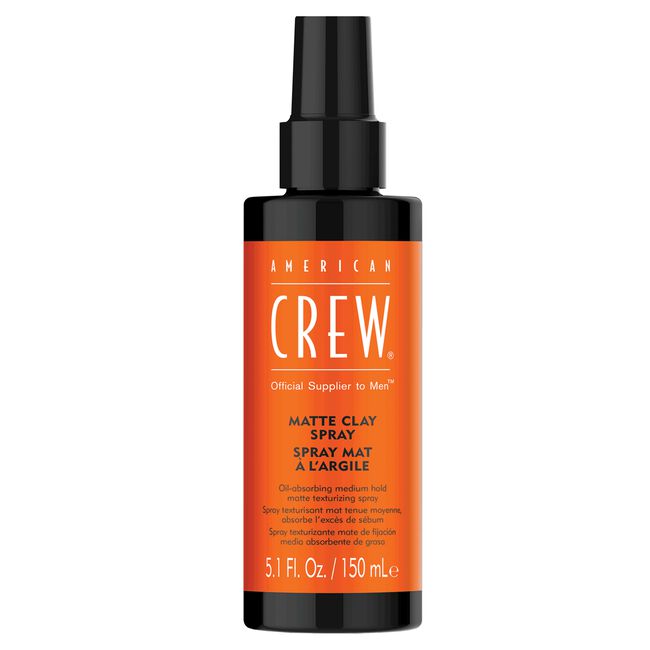 AMERICAN
CREW®
Official Supplier to Men™
MATTE CLAY
SPRAY
SPRAY MAT
À L'ARGILE
Oil-absorbing medium hold
matte texturizing spray
Spray texturisant mat tenue moyenne,
absorbe l'excès de sébum
Spray texturizante mate de fijación
media absorbente de graso
5.1 Fl. Oz. / 150 mL℮